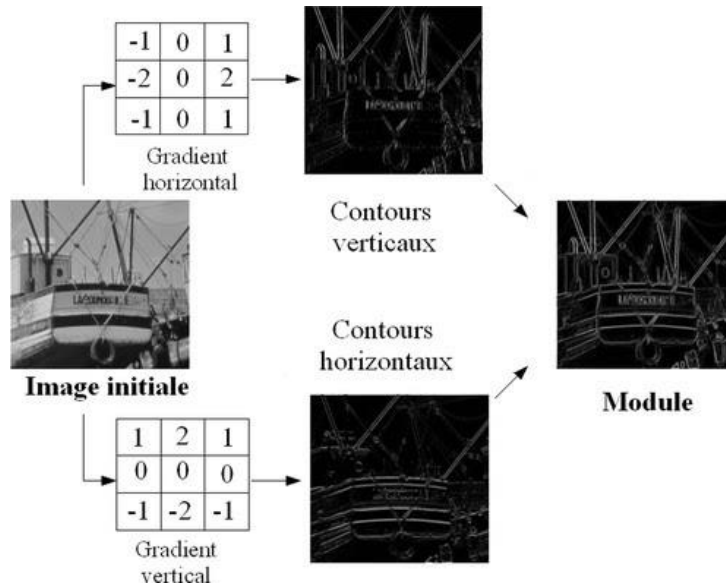 -1 0 1
-2 0 2
-1 0 1
Gradient
horizontal
Contours
verticaux
Image initiale
Contours
horizontaux
Module
1 2 1
0 0 0
-1 -2 -1
Gradient
vertical